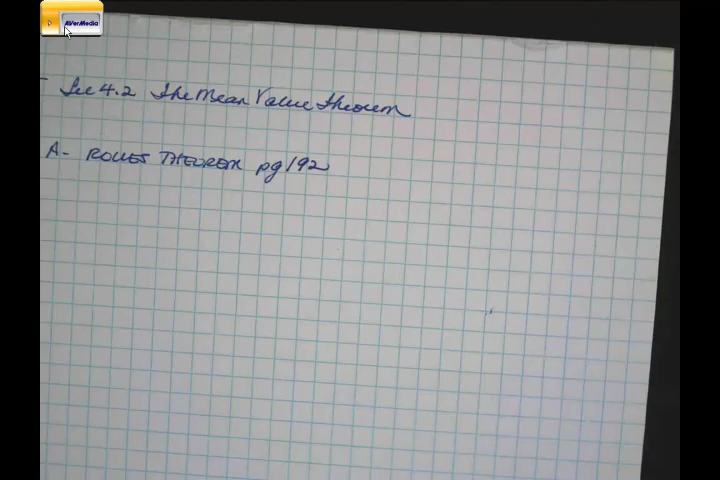 AVerMedia
Sec 4.2 The Mean Value Theorem
A- ROLLES THEOREM pg 192